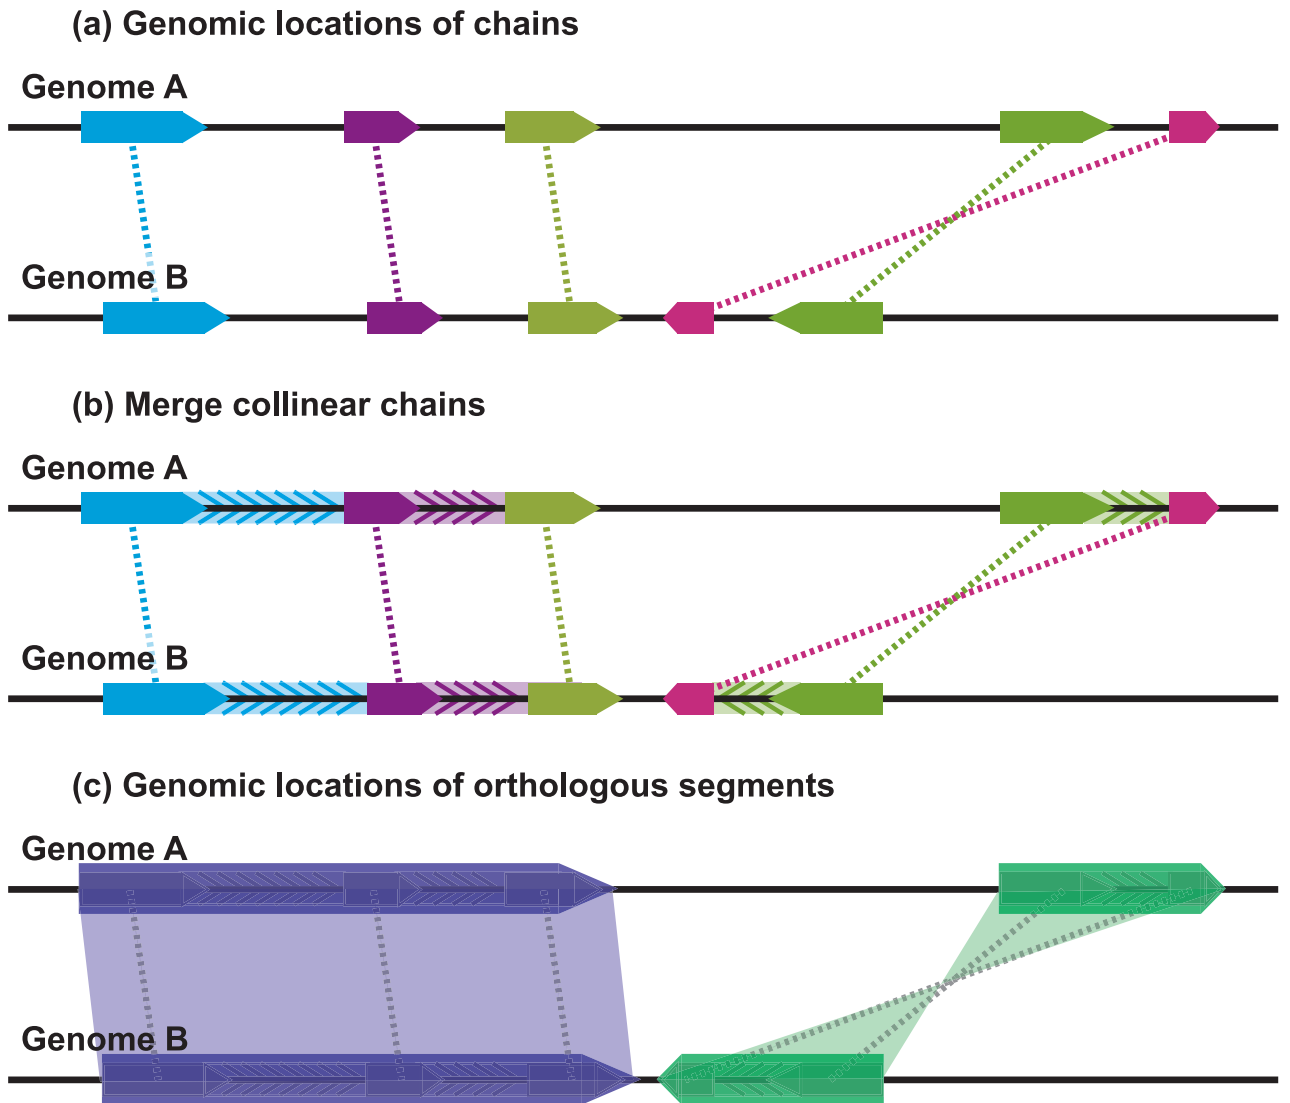 (a) Genomic locations of chains
Genome A
Genome B
(b) Merge collinear chains
Genome A
Genome B
(c) Genomic locations of orthologous segments
Genome A
Genome B